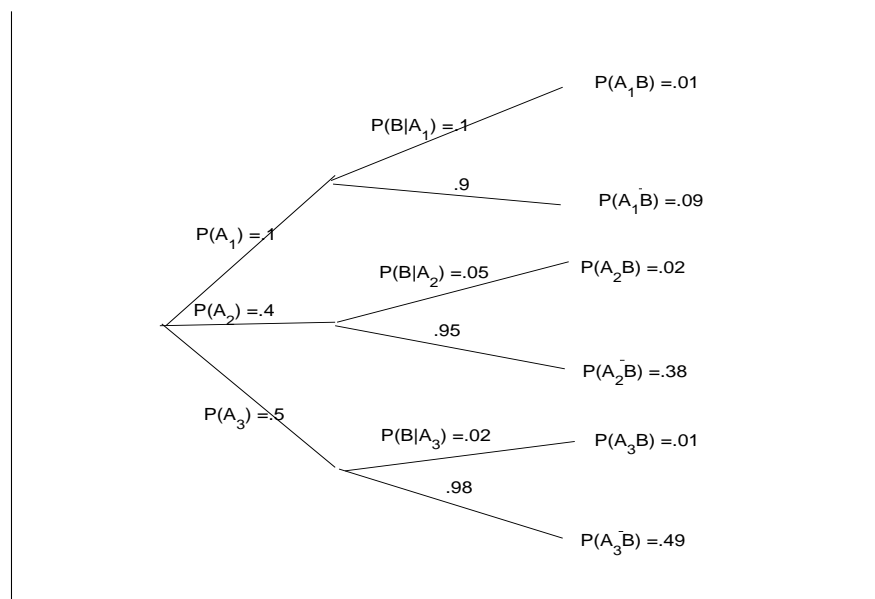 P(A₁B) =.01
P(B|A₁) =.1
.9
P(A₁B̄) =.09
P(A₁) =.1
P(B|A₂) =.05
P(A₂B) =.02
P(A₂) =.4
.95
P(A₂B̄) =.38
P(A₃) =.5
P(B|A₃) =.02
P(A₃B) =.01
.98
P(A₃B̄) =.49